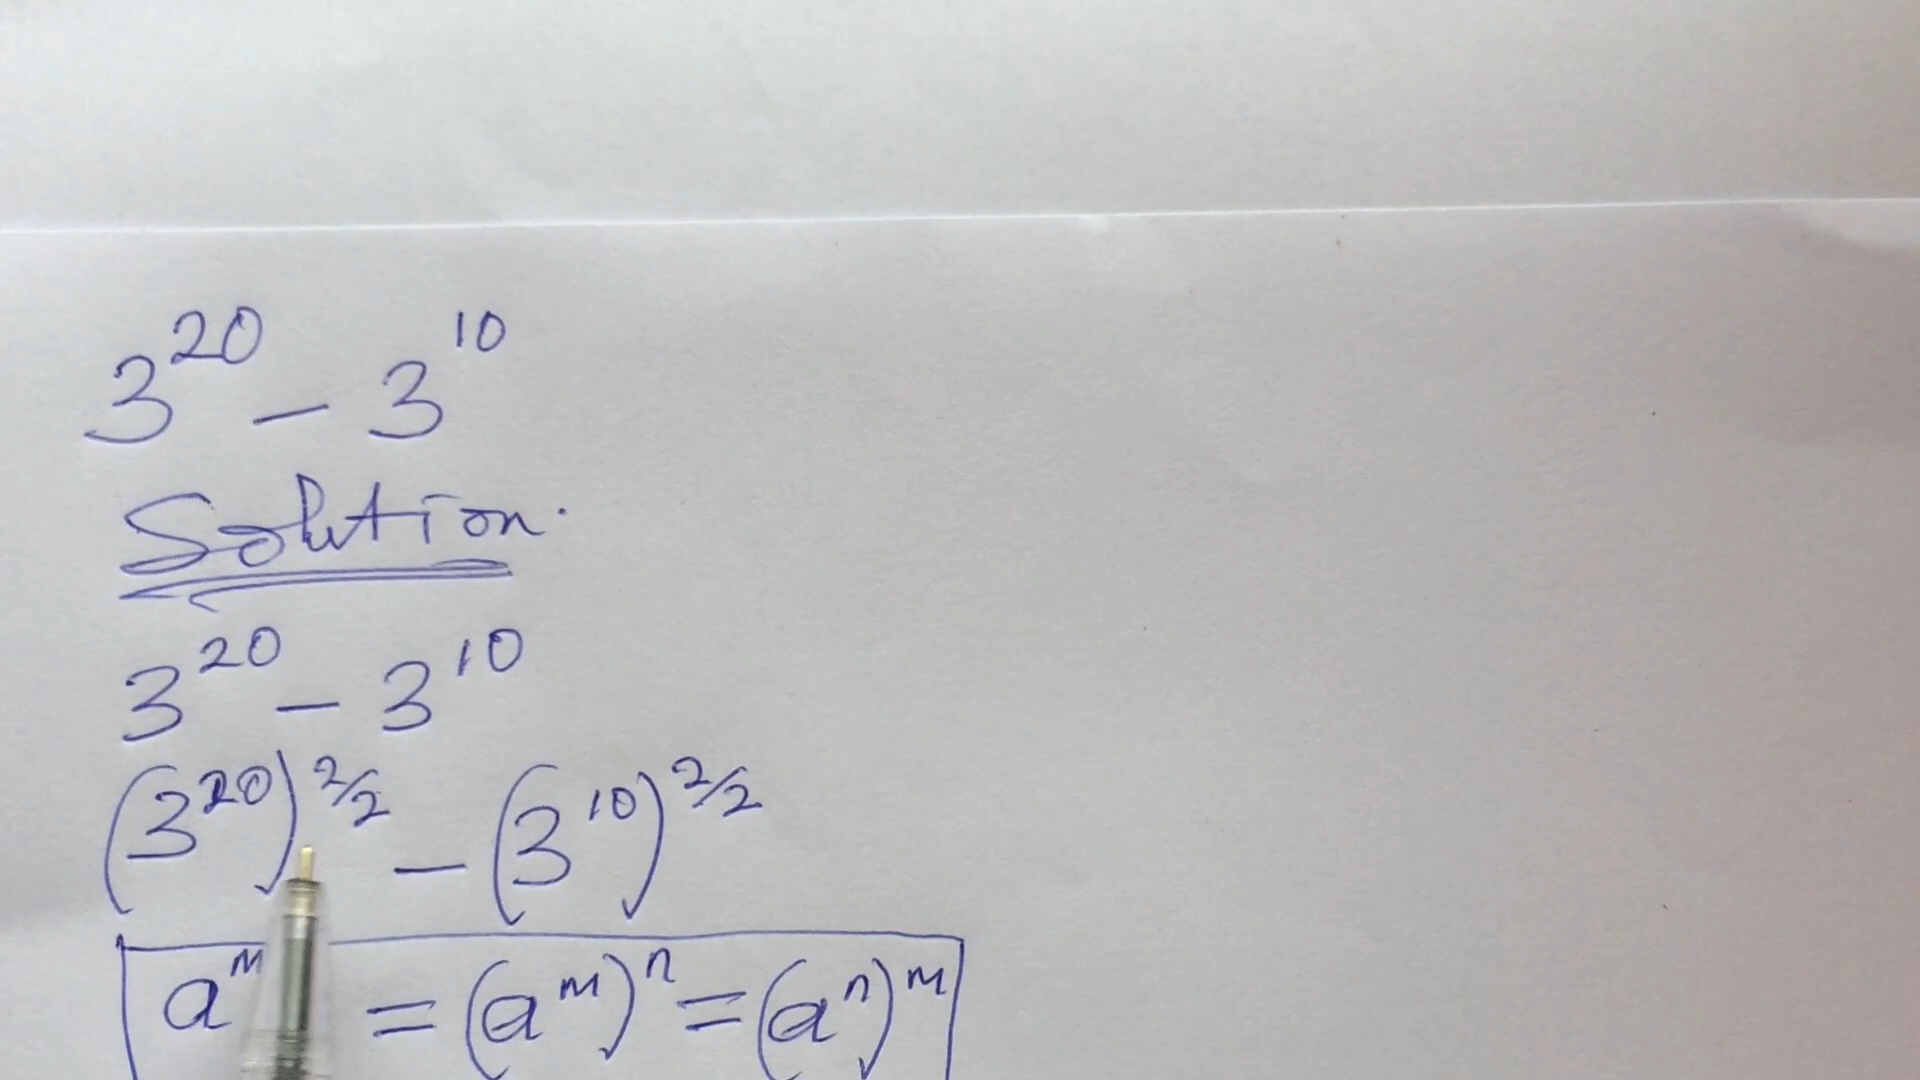 3^20 - 3^10
Solution.
3^20 - 3^10
(3^20)^2/2 - (3^10)^2/2
a^m = (a^m)^n = (a^n)^m